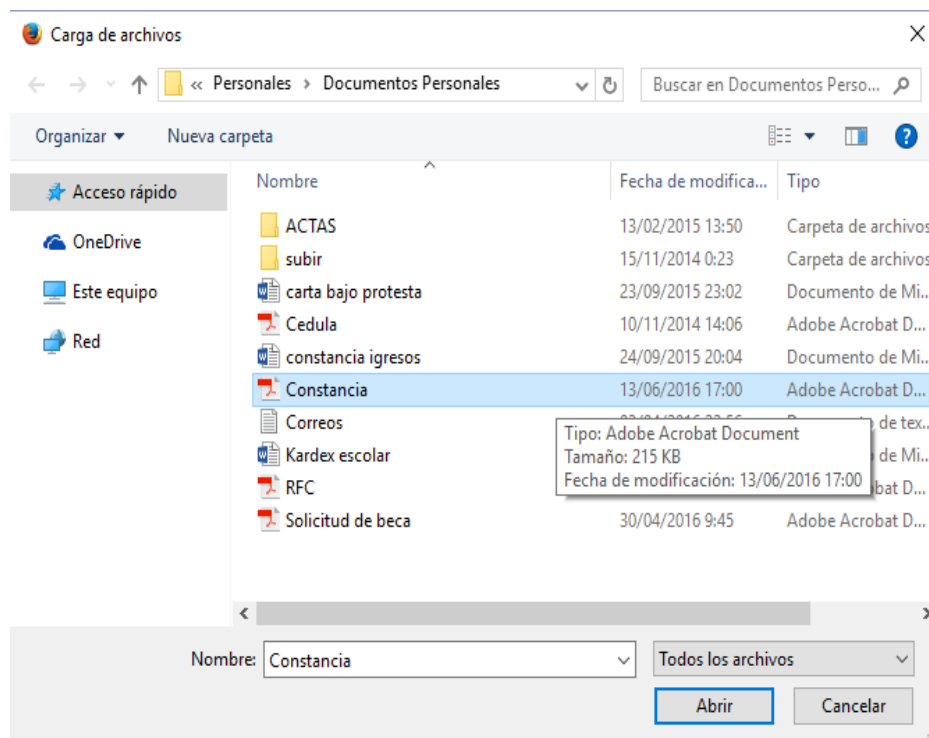 Carga de archivos
« Personales > Documentos Personales
Buscar en Documentos Perso...
Organizar
Nueva carpeta
Nombre Fecha de modifica... Tipo
Acceso rápido
OneDrive
Este equipo
Red
ACTAS 13/02/2015 13:50 Carpeta de archivos
subir 15/11/2014 0:23 Carpeta de archivos
carta bajo protesta 23/09/2015 23:02 Documento de Mi...
Cedula 10/11/2014 14:06 Adobe Acrobat D...
constancia igresos 24/09/2015 20:04 Documento de Mi...
Constancia 13/06/2016 17:00 Adobe Acrobat D...
Correos de tex...
Kardex escolar de Mi...
RFC bat D...
Solicitud de beca 30/04/2016 9:45 Adobe Acrobat D...
Tipo: Adobe Acrobat Document
Tamaño: 215 KB
Fecha de modificación: 13/06/2016 17:00
Nombre: Constancia
Todos los archivos
Abrir
Cancelar